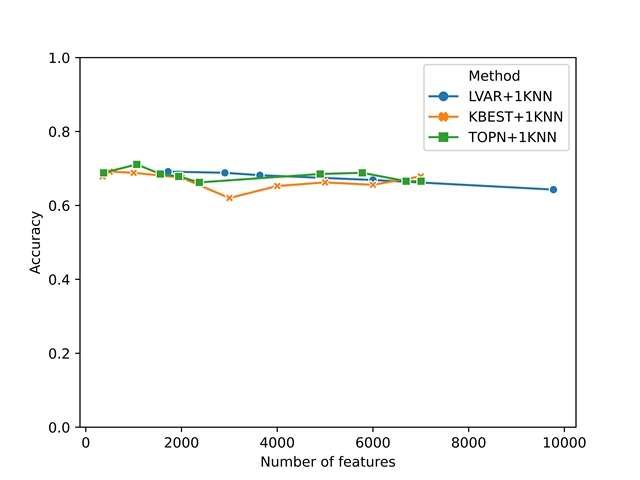 1.0
0.8
0.6
0.4
0.2
0.0
Accuracy
Method
LVAR+1KNN
KBEST+1KNN
TOPN+1KNN
0 2000 4000 6000 8000 10000
Number of features